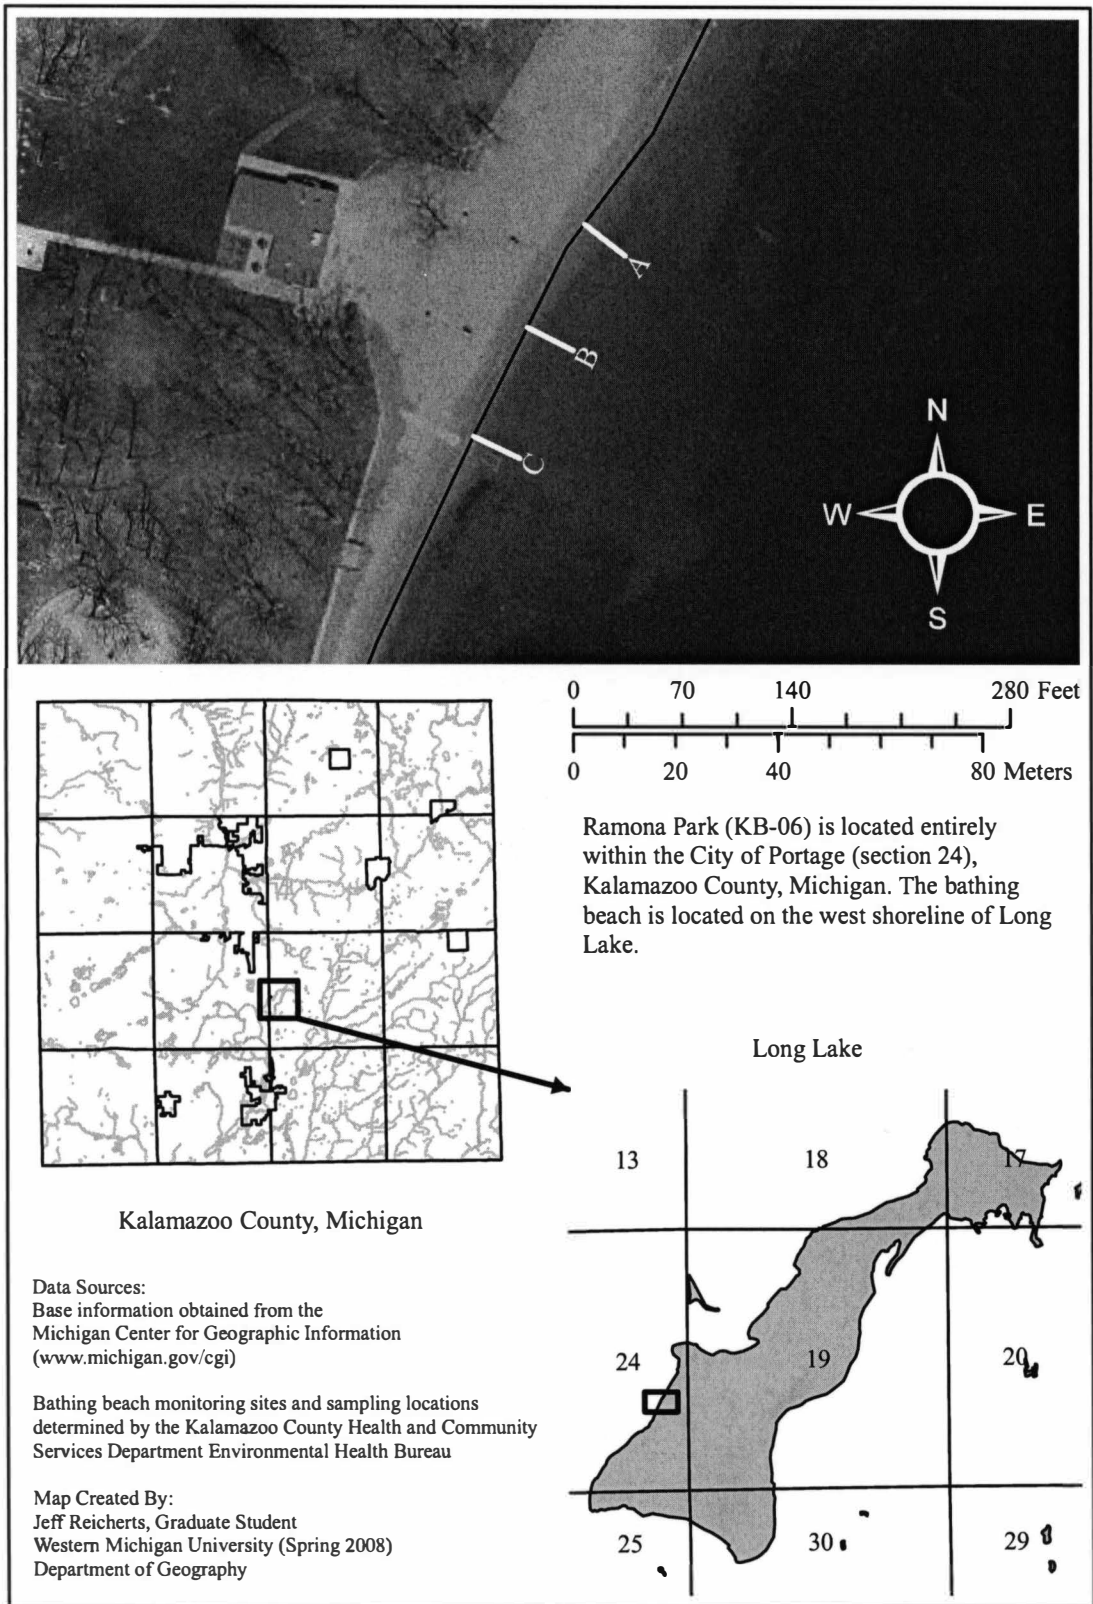 A
B
C
N
W E
S
0 70 140 280 Feet
0 20 40 80 Meters
Ramona Park (KB-06) is located entirely
within the City of Portage (section 24),
Kalamazoo County, Michigan. The bathing
beach is located on the west shoreline of Long
Lake.
Long Lake
13 18 17
24 19 20
25 30 29
Kalamazoo County, Michigan
Data Sources:
Base information obtained from the
Michigan Center for Geographic Information
(www.michigan.gov/cgi)
Bathing beach monitoring sites and sampling locations
determined by the Kalamazoo County Health and Community
Services Department Environmental Health Bureau
Map Created By:
Jeff Reicherts, Graduate Student
Western Michigan University (Spring 2008)
Department of Geography